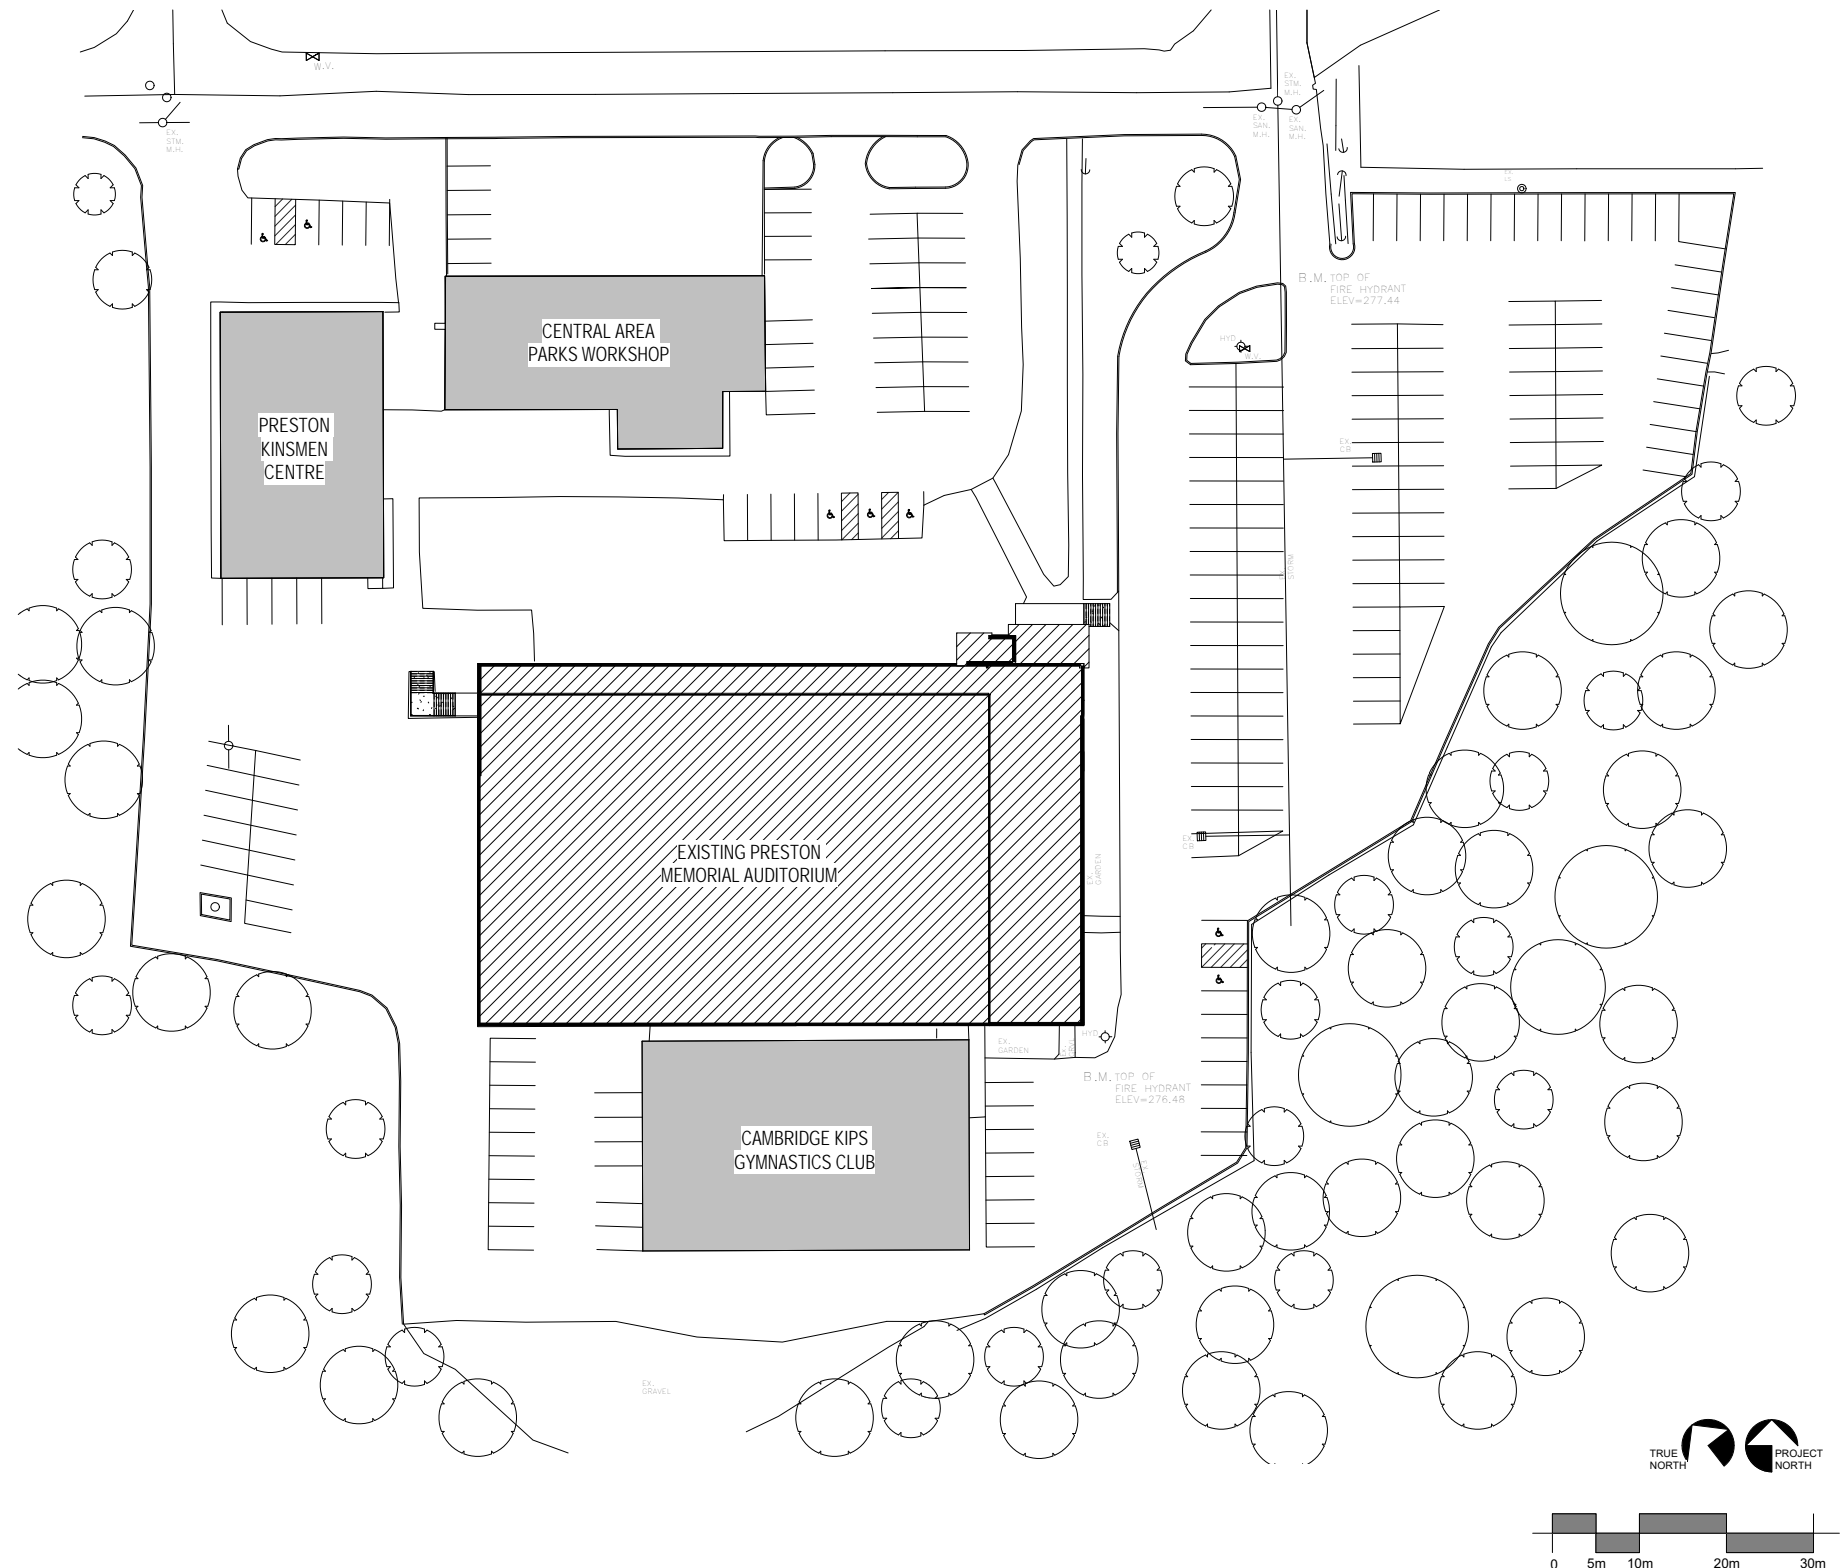 W.V.
EX.
STM.
M.H.
EX.
STM.
M.H.
EX.
SAN.
M.H.
EX.
SAN.
M.H.
B.M. TOP OF
FIRE HYDRANT
ELEV=277.44
CENTRAL AREA
PARKS WORKSHOP
HYD.
W.V.
PRESTON
KINSMEN
CENTRE
EX.
CB
EX.
STORM
EX.
CB
EXISTING PRESTON
MEMORIAL AUDITORIUM
EX.
GARDEN
EX.
GARDEN
HYD.
B.M. TOP OF
FIRE HYDRANT
ELEV=276.48
EX.
CB
CAMBRIDGE KIPS
GYMNASTICS CLUB
EX.
GRAVEL
TRUE
NORTH
PROJECT
NORTH
0 5m 10m 20m 30m